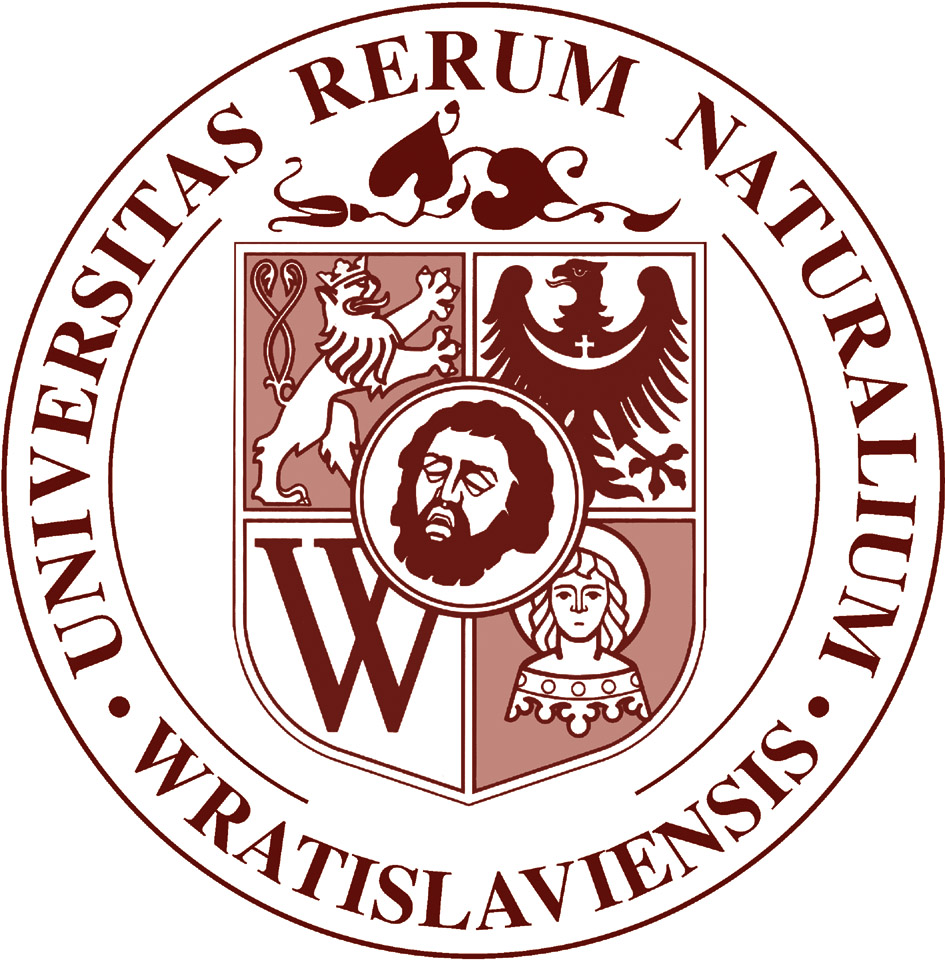 UNIVERSITAS RERUM NATURALIUM
• WRATISLAVIENSIS •
W